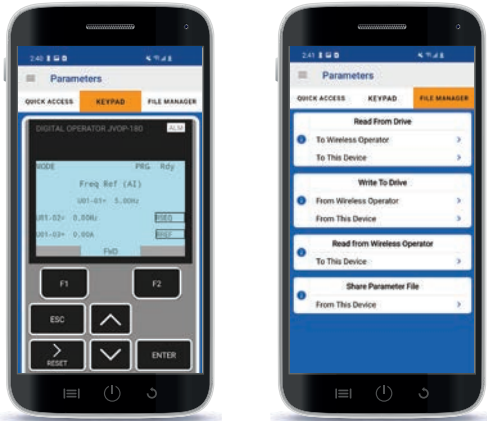 2:40
Parameters
QUICK ACCESS KEYPAD FILE MANAGER
DIGITAL OPERATOR JVOP-180 ALM
MODE PRG Rdy
Freq Ref (AI)
U01-01= 0.00Hz
U01-02= 0.00Hz RSEQ
U01-03= 0.00A RREF
FWD
F1 F2
ESC
RESET ENTER
2:41
Parameters
QUICK ACCESS KEYPAD FILE MANAGER
Read From Drive
To Wireless Operator
To This Device
Write To Drive
From Wireless Operator
From This Device
Read from Wireless Operator
To This Device
Share Parameter File
From This Device